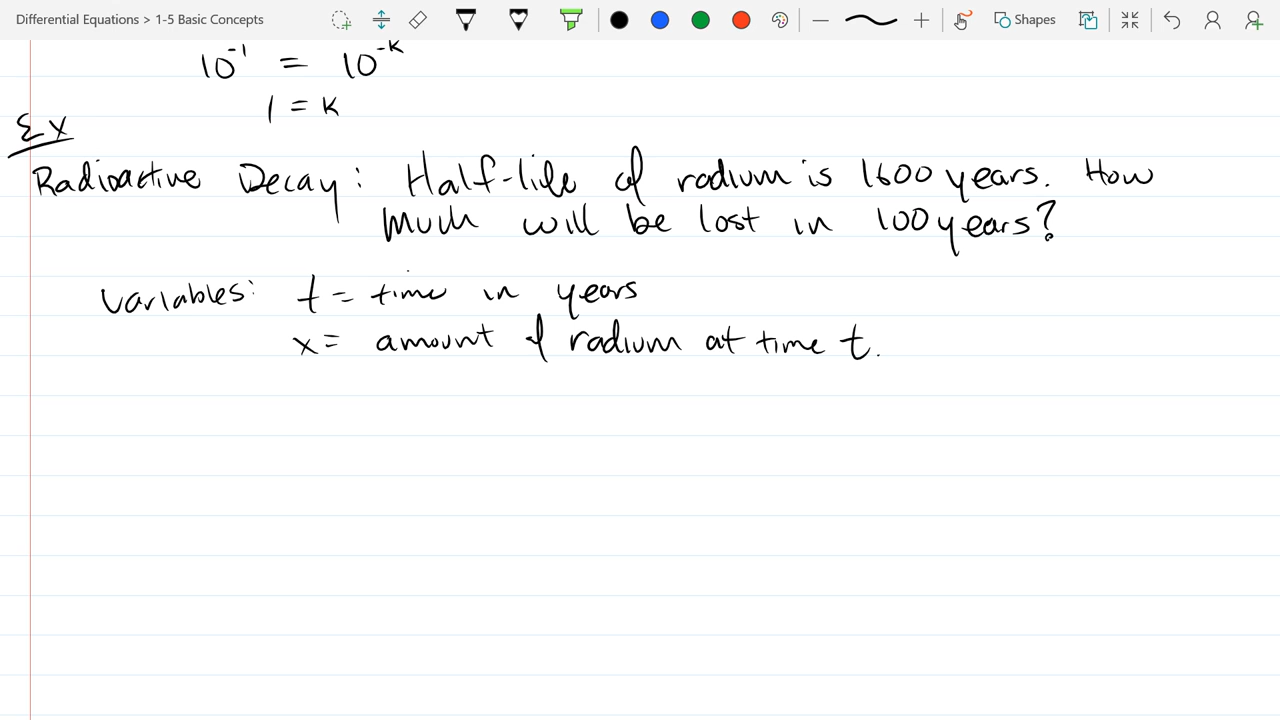 Differential Equations > 1-5 Basic Concepts
Shapes
10⁻¹ = 10⁻ᴷ
1 = K
Ex
Radioactive Decay: Half-life of radium is 1600 years. How
much will be lost in 100 years?
Variables: t = time in years
x = amount of radium at time t.